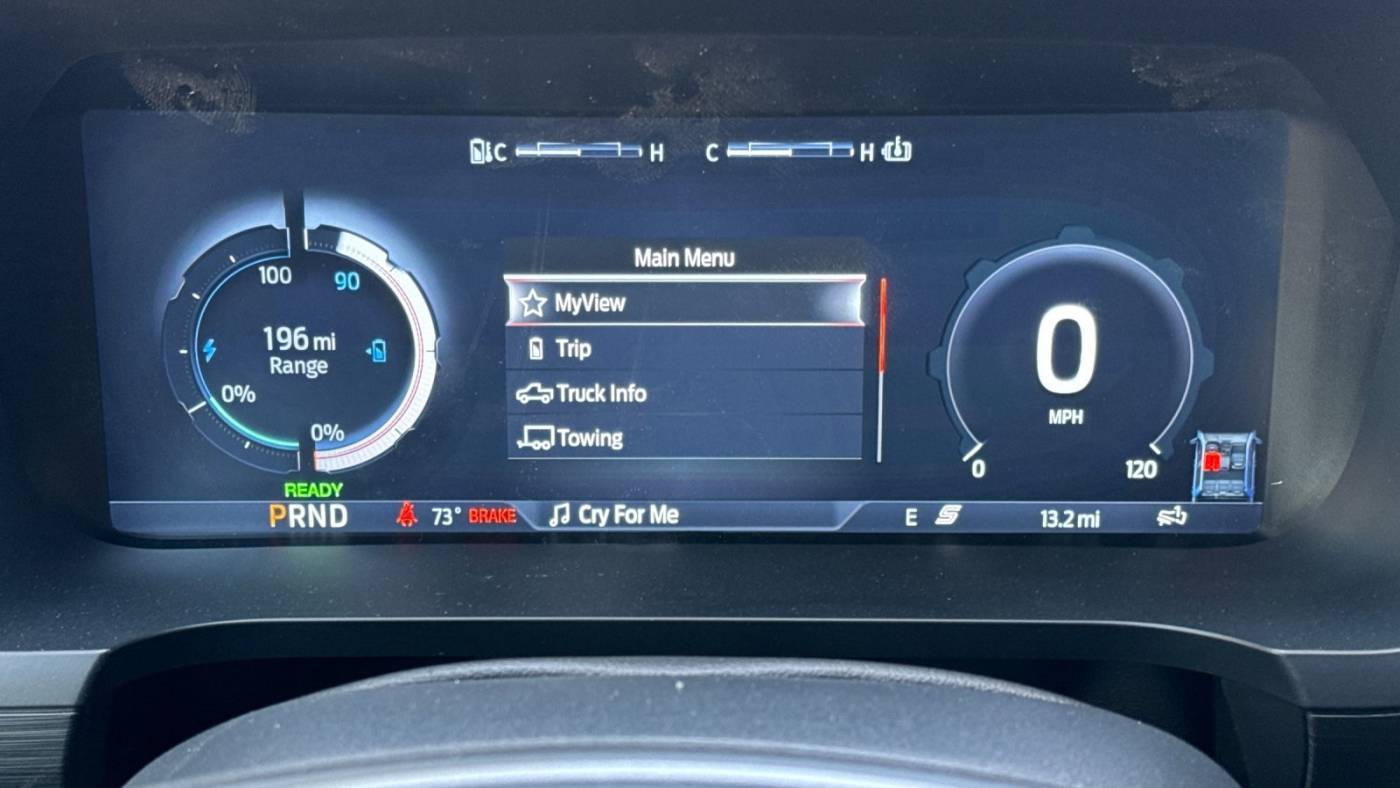 C H C H
Main Menu
100 90
MyView
196 mi
Range
Trip
0%
Truck Info
0%
Towing
0
MPH
0 120
READY
PRND 73° BRAKE Cry For Me E 13.2 mi